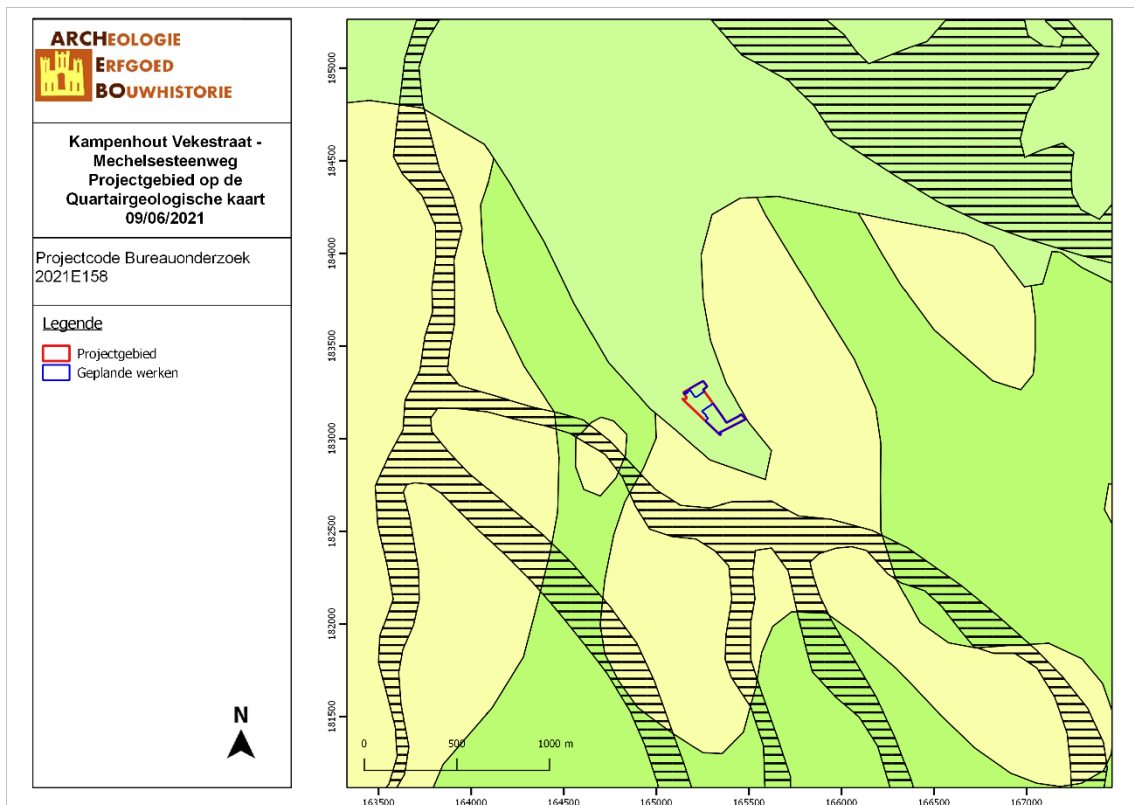 ARCHEOLOGIE
ERFGOED
BOUWHISTORIE
Kampenhout Vekestraat -
Mechelsesteenweg
Projectgebied op de
Quartairgeologische kaart
09/06/2021
Projectcode Bureauonderzoek
2021E158
Legende
Projectgebied
Geplande werken
N
185000
184500
184000
183500
183000
182500
182000
181500
0 500 1000 m
163500 164000 164500 165000 165500 166000 166500 167000